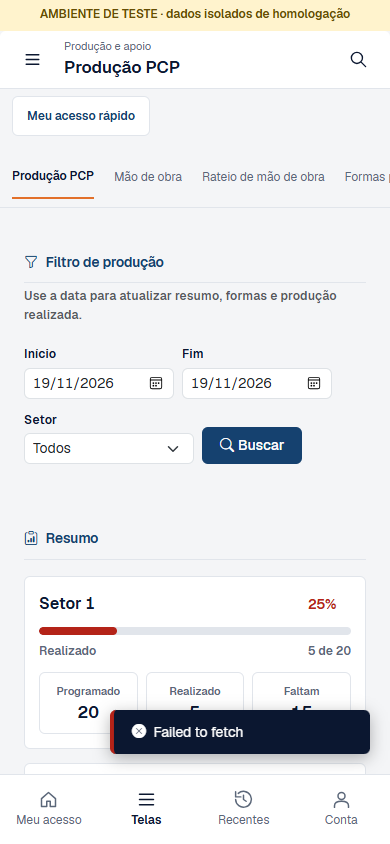 AMBIENTE DE TESTE · dados isolados de homologação
Produção e apoio
Produção PCP
Meu acesso rápido
Produção PCP Mão de obra Rateio de mão de obra Formas
Filtro de produção
Use a data para atualizar resumo, formas e produção
realizada.
Início Fim
19/11/2026 19/11/2026
Setor
Todos Buscar
Resumo
Setor 1 25%
Realizado 5 de 20
Programado Realizado Faltam
20
Failed to fetch
Meu acesso Telas Recentes Conta